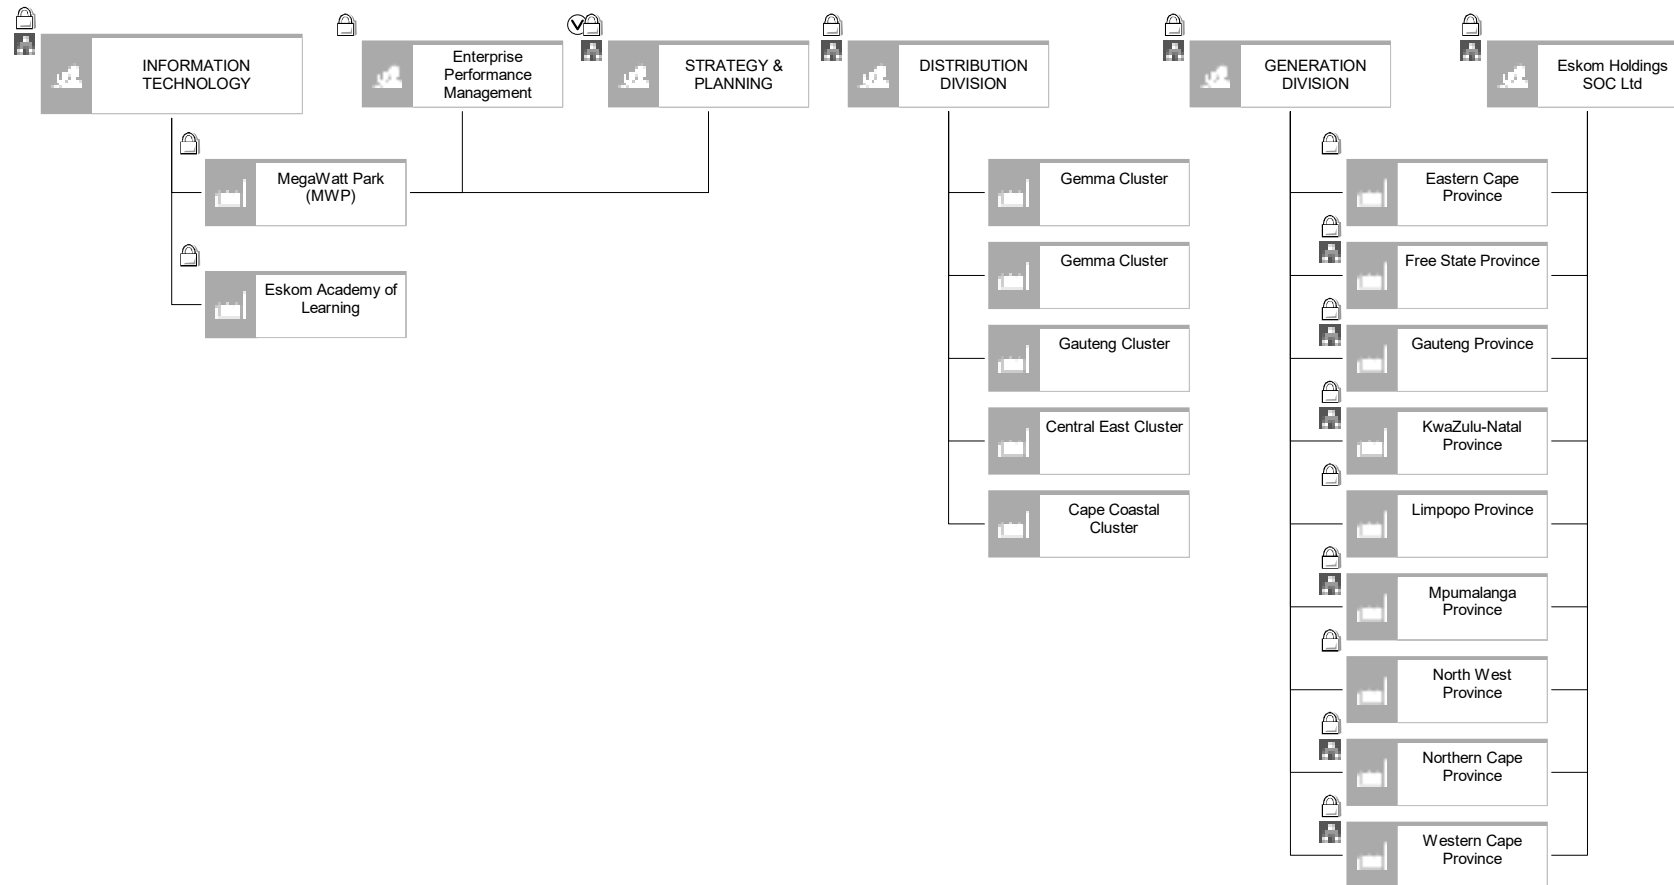 INFORMATION
TECHNOLOGY
Enterprise
Performance
Management
STRATEGY &
PLANNING
DISTRIBUTION
DIVISION
GENERATION
DIVISION
Eskom Holdings
SOC Ltd
MegaWatt Park
(MWP)
Eskom Academy of
Learning
Gemma Cluster
Gemma Cluster
Gauteng Cluster
Central East Cluster
Cape Coastal
Cluster
Eastern Cape
Province
Free State Province
Gauteng Province
KwaZulu-Natal
Province
Limpopo Province
Mpumalanga
Province
North West
Province
Northern Cape
Province
Western Cape
Province